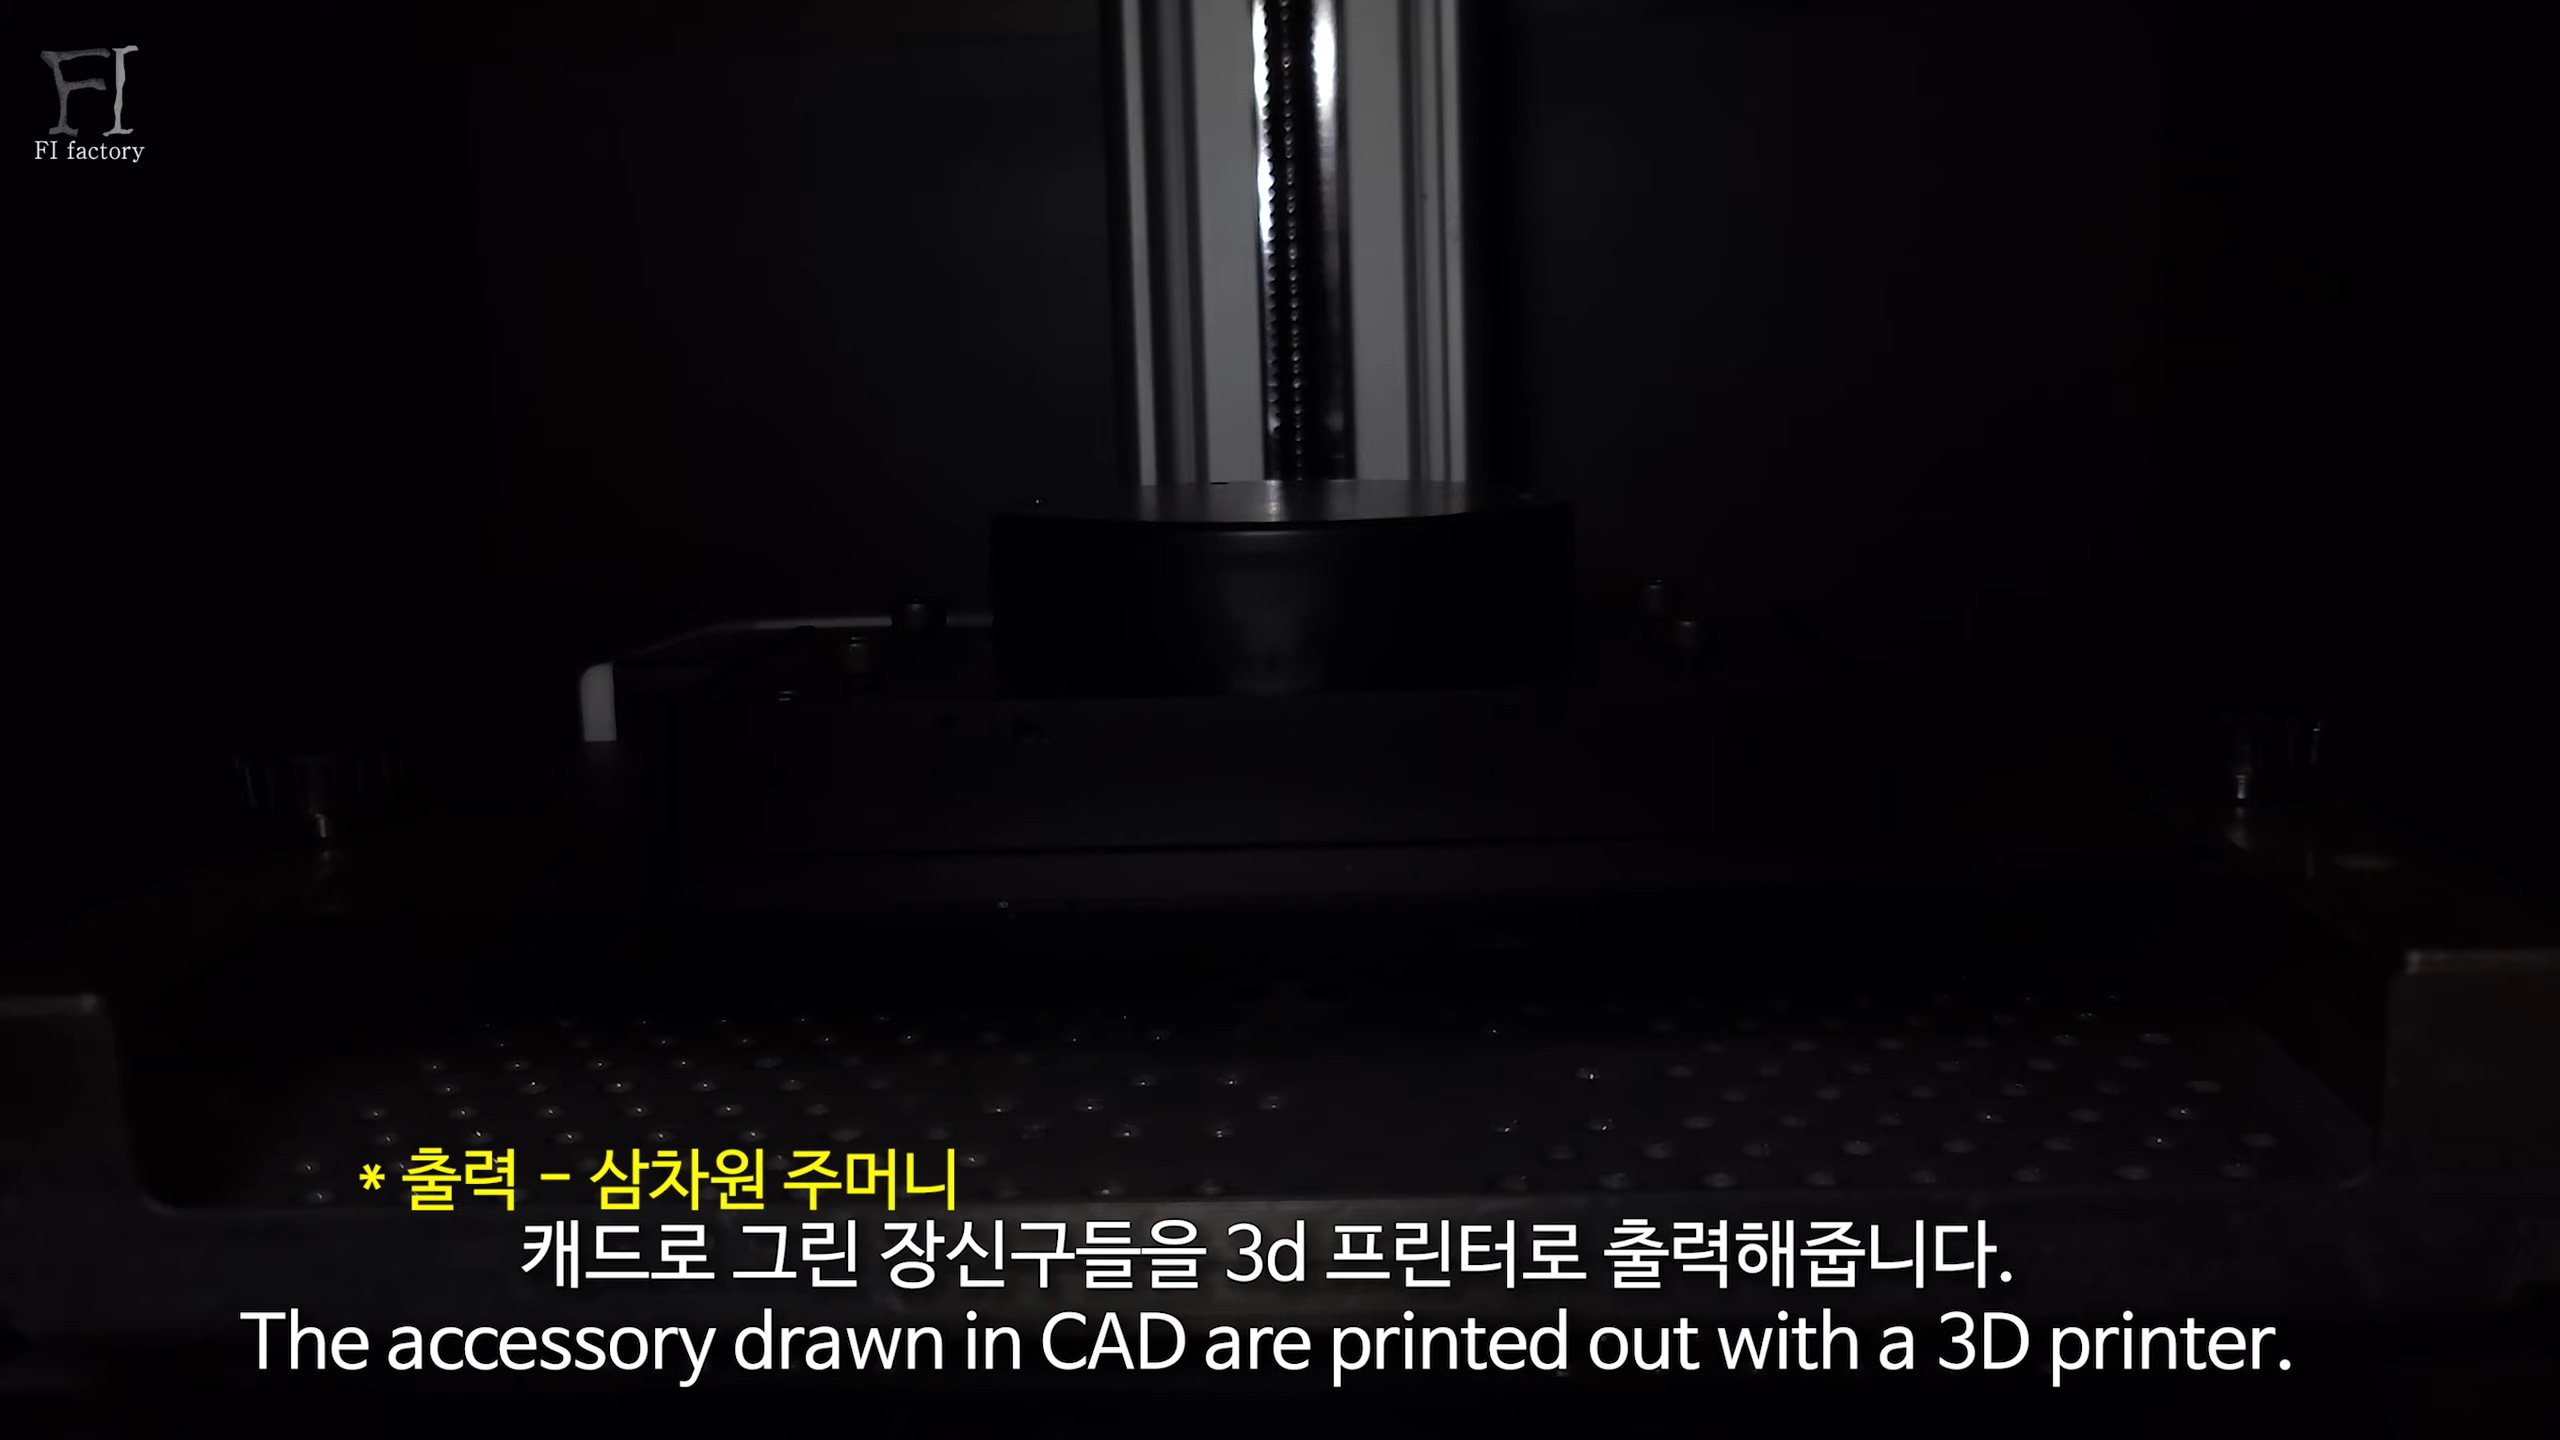 FI
FI factory
* 출력 - 삼차원 주머니
캐드로 그린 장신구들을 3d 프린터로 출력해줍니다.
The accessory drawn in CAD are printed out with a 3D printer.